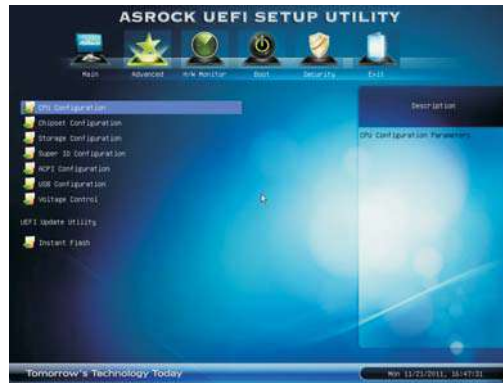 ASROCK UEFI SETUP UTILITY
Main
Advanced
H/W Monitor
Boot
Security
Exit
CPU Configuration
Chipset Configuration
Storage Configuration
Super IO Configuration
ACPI Configuration
USB Configuration
Voltage Control
UEFI Update Utility
Instant Flash
Description
CPU Configuration Parameters
Tomorrow's Technology Today
Mon 11/21/2011, 16:47:31